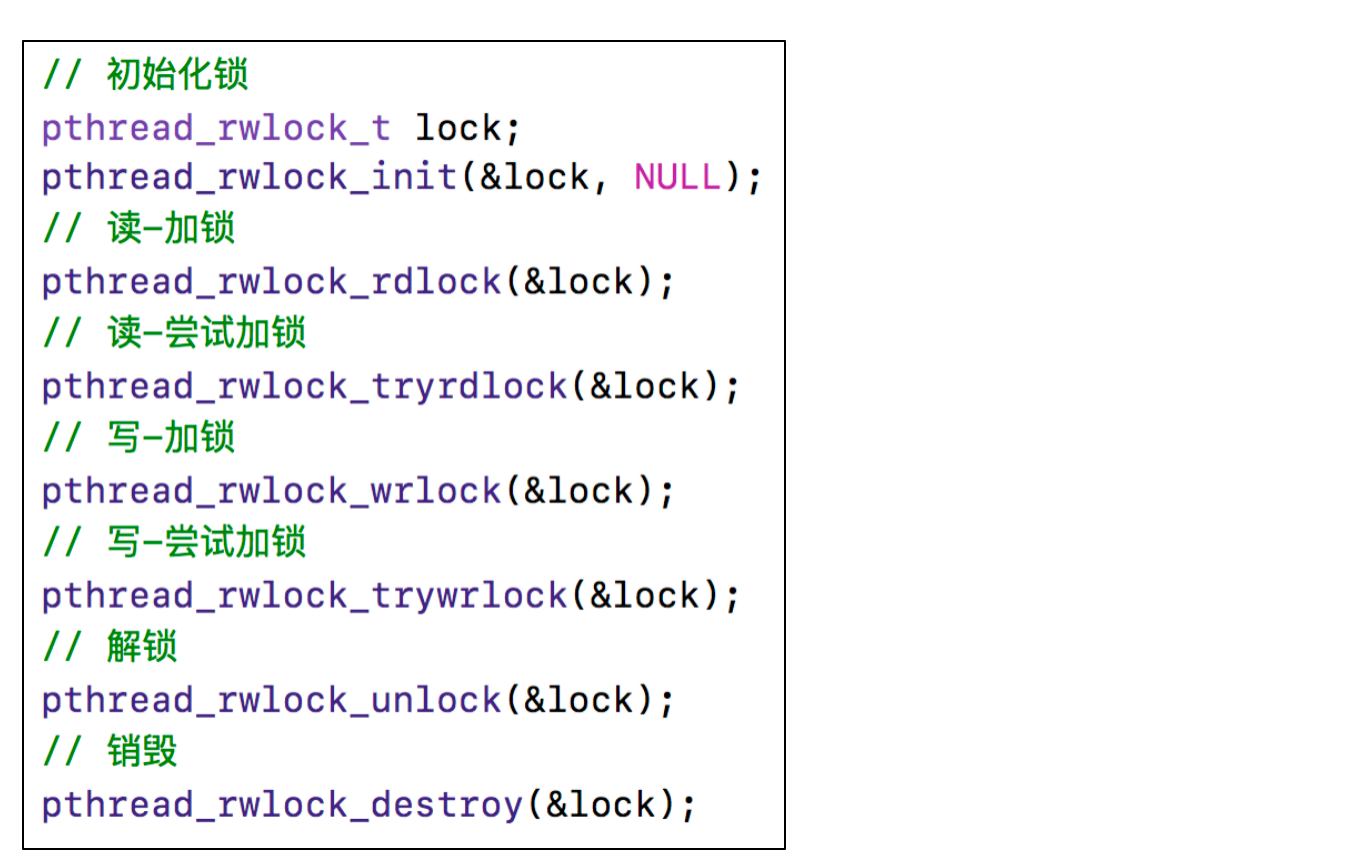 // 初始化锁
pthread_rwlock_t lock;
pthread_rwlock_init(&lock, NULL);
// 读-加锁
pthread_rwlock_rdlock(&lock);
// 读-尝试加锁
pthread_rwlock_tryrdlock(&lock);
// 写-加锁
pthread_rwlock_wrlock(&lock);
// 写-尝试加锁
pthread_rwlock_trywrlock(&lock);
// 解锁
pthread_rwlock_unlock(&lock);
// 销毁
pthread_rwlock_destroy(&lock);